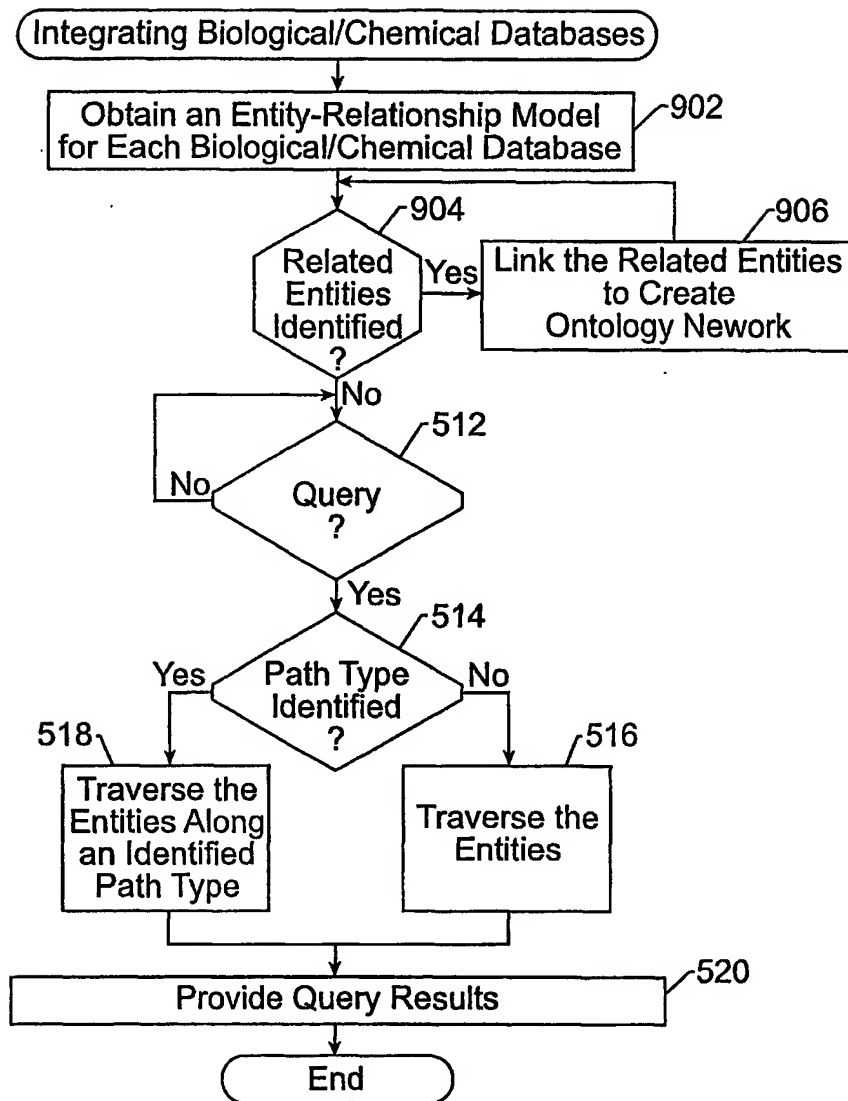 Integrating Biological/Chemical Databases
Obtain an Entity-Relationship Model
for Each Biological/Chemical Database
902
904
906
Related
Entities
Identified
?
Yes
Link the Related Entities
to Create
Ontology Nework
No
512
No
Query
?
Yes
514
Yes
Path Type
Identified
?
No
518
516
Traverse the
Entities Along
an Identified
Path Type
Traverse the
Entities
520
Provide Query Results
End